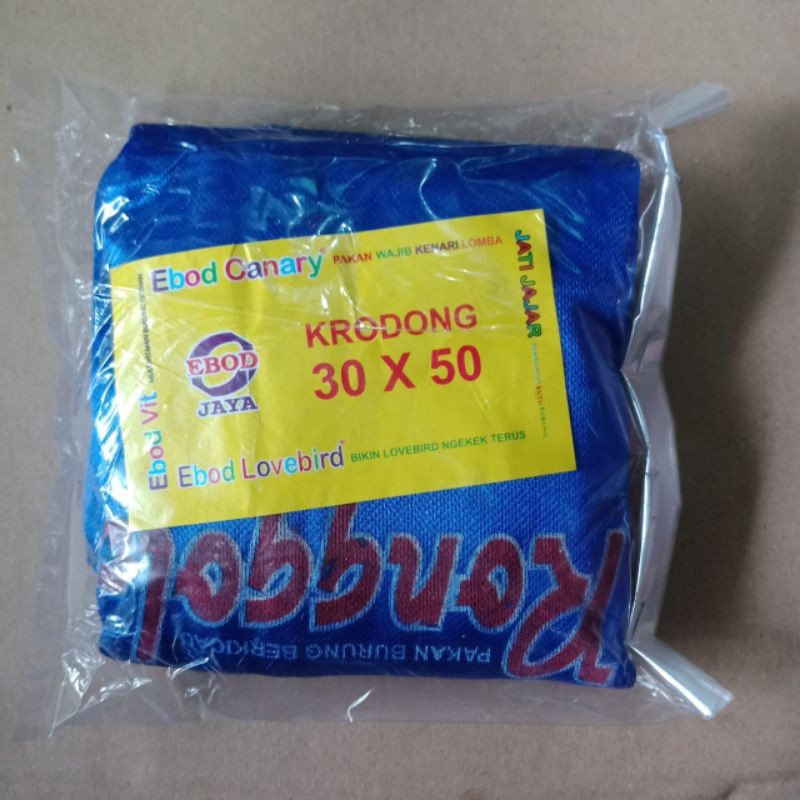 Ebod Canary® PAKAN WAJIB KENARI LOMBA
JATI JAJAR
EBOD
JAYA
KRODONG
30 X 50
Ebod Vit
Ebod Lovebird® BIKIN LOVEBIRD NGEKEK TERUS
Ronggol
PAKAN BURUNG BERKICAU